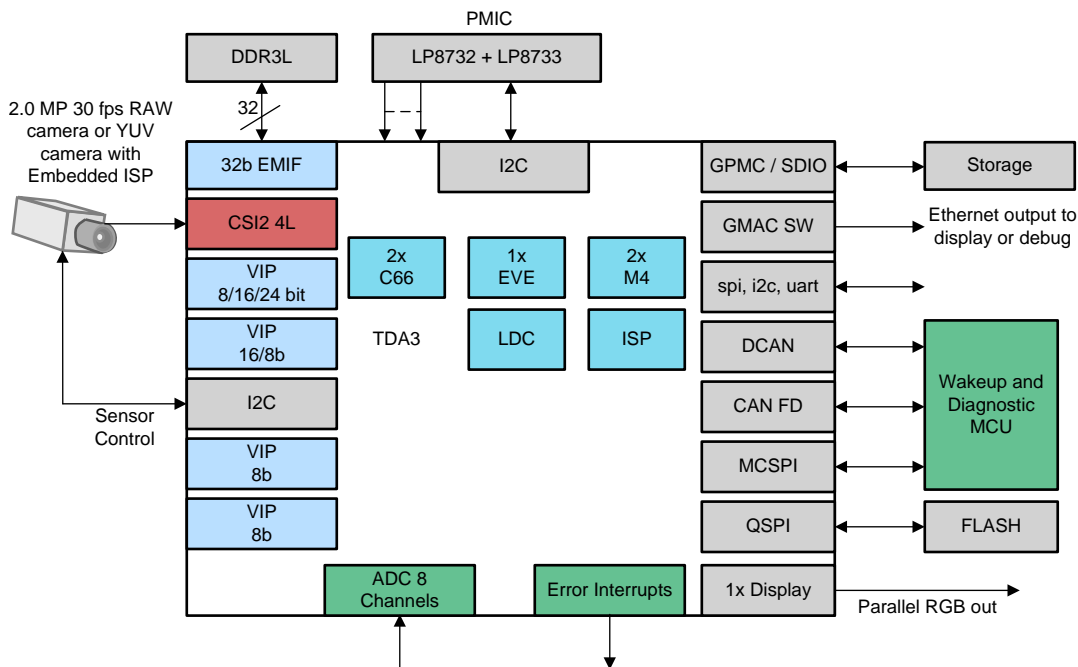 PMIC
DDR3L
LP8732 + LP8733
32
2.0 MP 30 fps RAW
camera or YUV
camera with
Embedded ISP
32b EMIF
I2C
GPMC / SDIO
Storage
CSI2 4L
GMAC SW
Ethernet output to
display or debug
VIP
8/16/24 bit
2x
C66
1x
EVE
2x
M4
spi, i2c, uart
VIP
16/8b
TDA3
LDC
ISP
DCAN
Wakeup and
Diagnostic
MCU
I2C
Sensor
Control
CAN FD
VIP
8b
MCSPI
VIP
8b
QSPI
FLASH
ADC 8
Channels
Error Interrupts
1x Display
Parallel RGB out